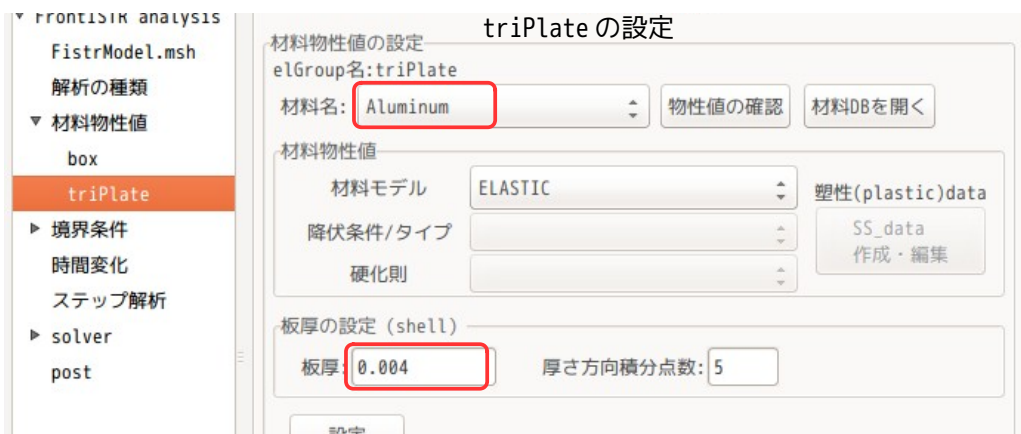 FrontISTR analysis
FistrModel.msh
解析の種類
材料物性値
box
triPlate
境界条件
時間変化
ステップ解析
solver
post
triPlate の設定
材料物性値の設定
elGroup名:triPlate
材料名: Aluminum 物性値の確認 材料DBを開く
材料物性値
材料モデル ELASTIC 塑性(plastic)data
降伏条件/タイプ SS_data
作成・編集
硬化則
板厚の設定 (shell)
板厚: 0.004 厚さ方向積分点数: 5
設定